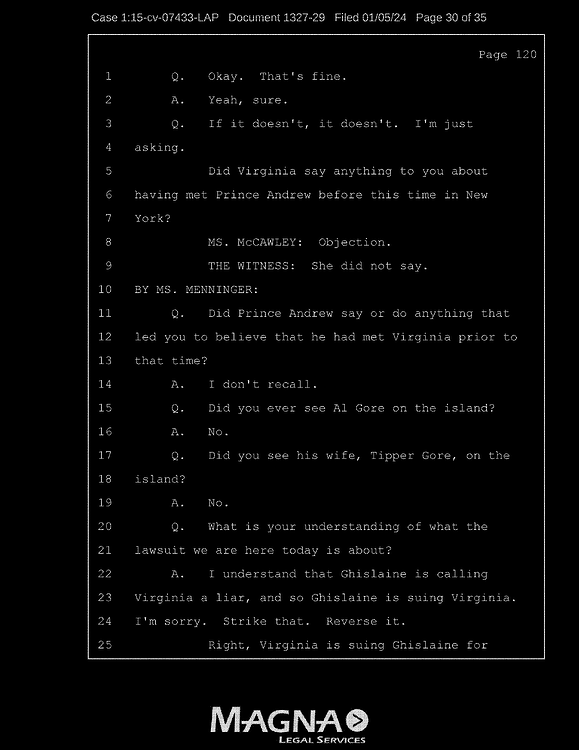 Case 1:15-cv-07433-LAP Document 1327-29 Filed 01/05/24 Page 30 of 35
Page 120
1 Q. Okay. That's fine.
2 A. Yeah, sure.
3 Q. If it doesn't, it doesn't. I'm just
4 asking.
5 Did Virginia say anything to you about
6 having met Prince Andrew before this time in New
7 York?
8 MS. McCAWLEY: Objection.
9 THE WITNESS: She did not say.
10 BY MS. MENNINGER:
11 Q. Did Prince Andrew say or do anything that
12 led you to believe that he had met Virginia prior to
13 that time?
14 A. I don't recall.
15 Q. Did you ever see Al Gore on the island?
16 A. No.
17 Q. Did you see his wife, Tipper Gore, on the
18 island?
19 A. No.
20 Q. What is your understanding of what the
21 lawsuit we are here today is about?
22 A. I understand that Ghislaine is calling
23 Virginia a liar, and so Ghislaine is suing Virginia.
24 I'm sorry. Strike that. Reverse it.
25 Right, Virginia is suing Ghislaine for
MAGNA
LEGAL SERVICES